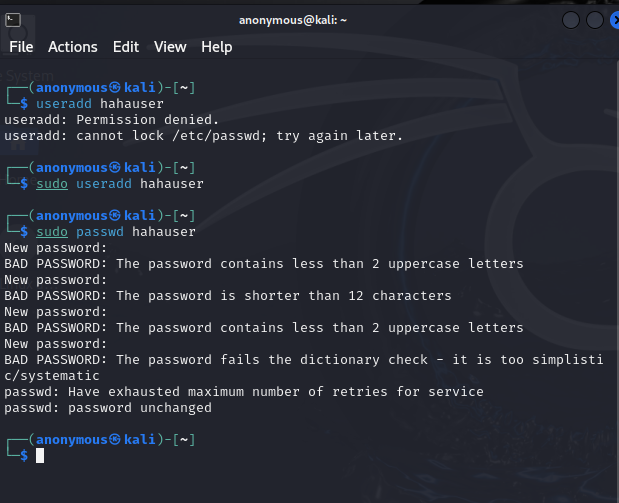 anonymous@kali: ~
File Actions Edit View Help
┌──(anonymous㉿kali)-[~]
└─$ useradd hahauser
useradd: Permission denied.
useradd: cannot lock /etc/passwd; try again later.
┌──(anonymous㉿kali)-[~]
└─$ sudo useradd hahauser
┌──(anonymous㉿kali)-[~]
└─$ sudo passwd hahauser
New password:
BAD PASSWORD: The password contains less than 2 uppercase letters
New password:
BAD PASSWORD: The password is shorter than 12 characters
New password:
BAD PASSWORD: The password contains less than 2 uppercase letters
New password:
BAD PASSWORD: The password fails the dictionary check - it is too simplisti
c/systematic
passwd: Have exhausted maximum number of retries for service
passwd: password unchanged
┌──(anonymous㉿kali)-[~]
└─$